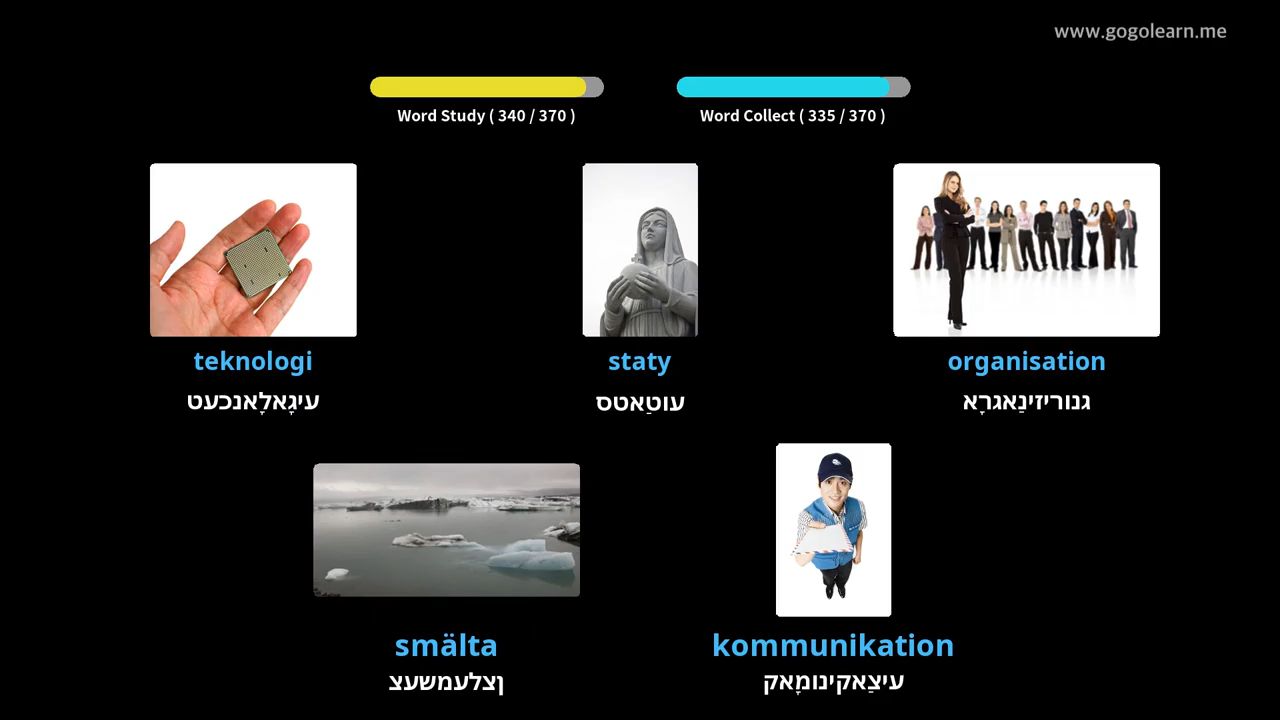 www.gogolearn.me
Word Study ( 340 / 370 )
Word Collect ( 335 / 370 )
teknologi
עיגָאלָאנכעט
staty
עוטַאטס
organisation
גנוריזינַאגרָא
smälta
ןצלעמשעצ
kommunikation
עיצַאקינומָאק